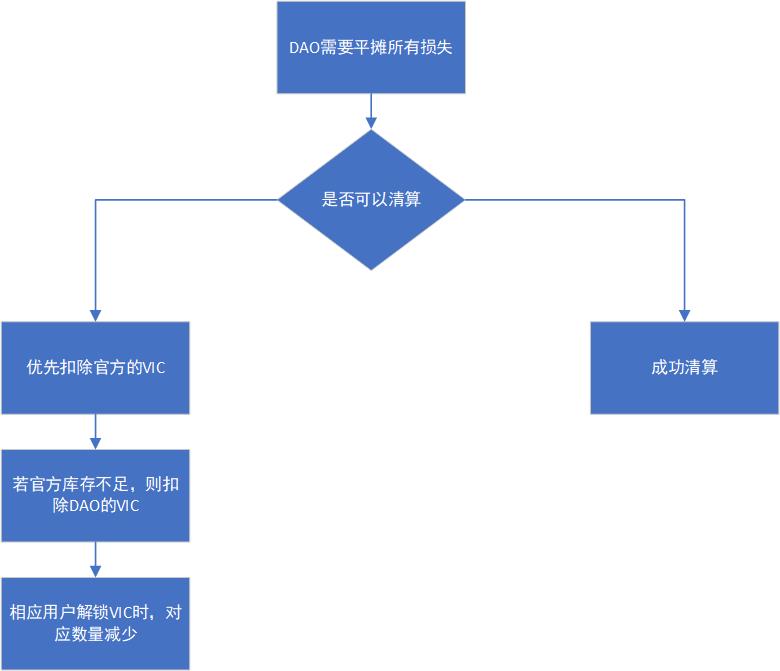 DAO需要平摊所有损失
是否可以清算
优先扣除官方的VIC
成功清算
若官方库存不足，则扣
除DAO的VIC
相应用户解锁VIC时，对
应数量减少